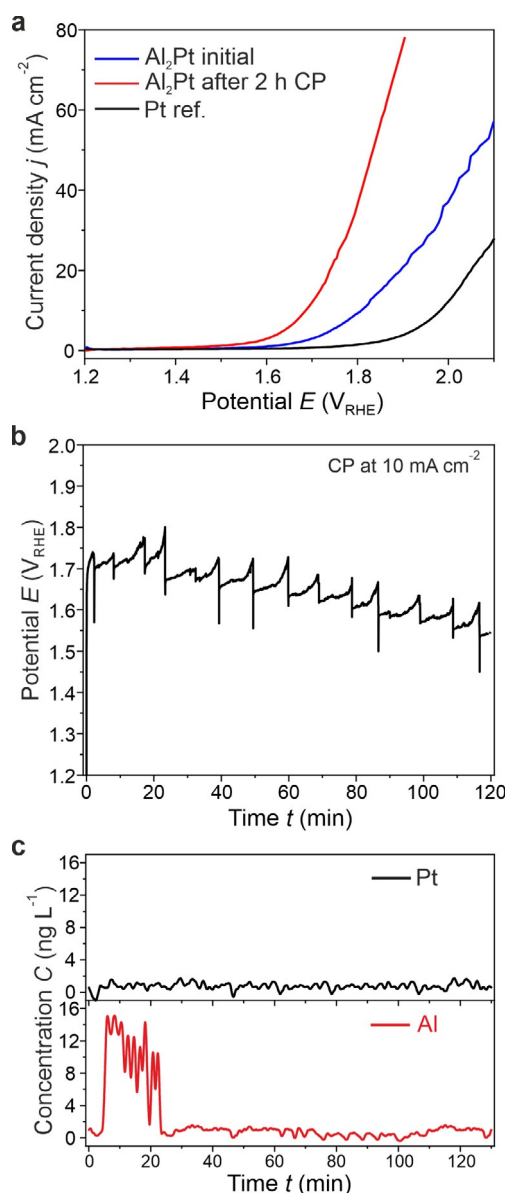 a
80
60
40
20
0
Current density j (mA cm⁻²)
Al₂Pt initial
Al₂Pt after 2 h CP
Pt ref.
1.2 1.4 1.6 1.8 2.0
Potential E (V_RHE)
b
2.0
1.9
1.8
1.7
1.6
1.5
1.4
1.3
1.2
Potential E (V_RHE)
CP at 10 mA cm⁻²
0 20 40 60 80 100 120
Time t (min)
c
16
12
8
4
0
Pt
16
12
8
4
0
Al
Concentration C (ng L⁻¹)
0 20 40 60 80 100 120
Time t (min)